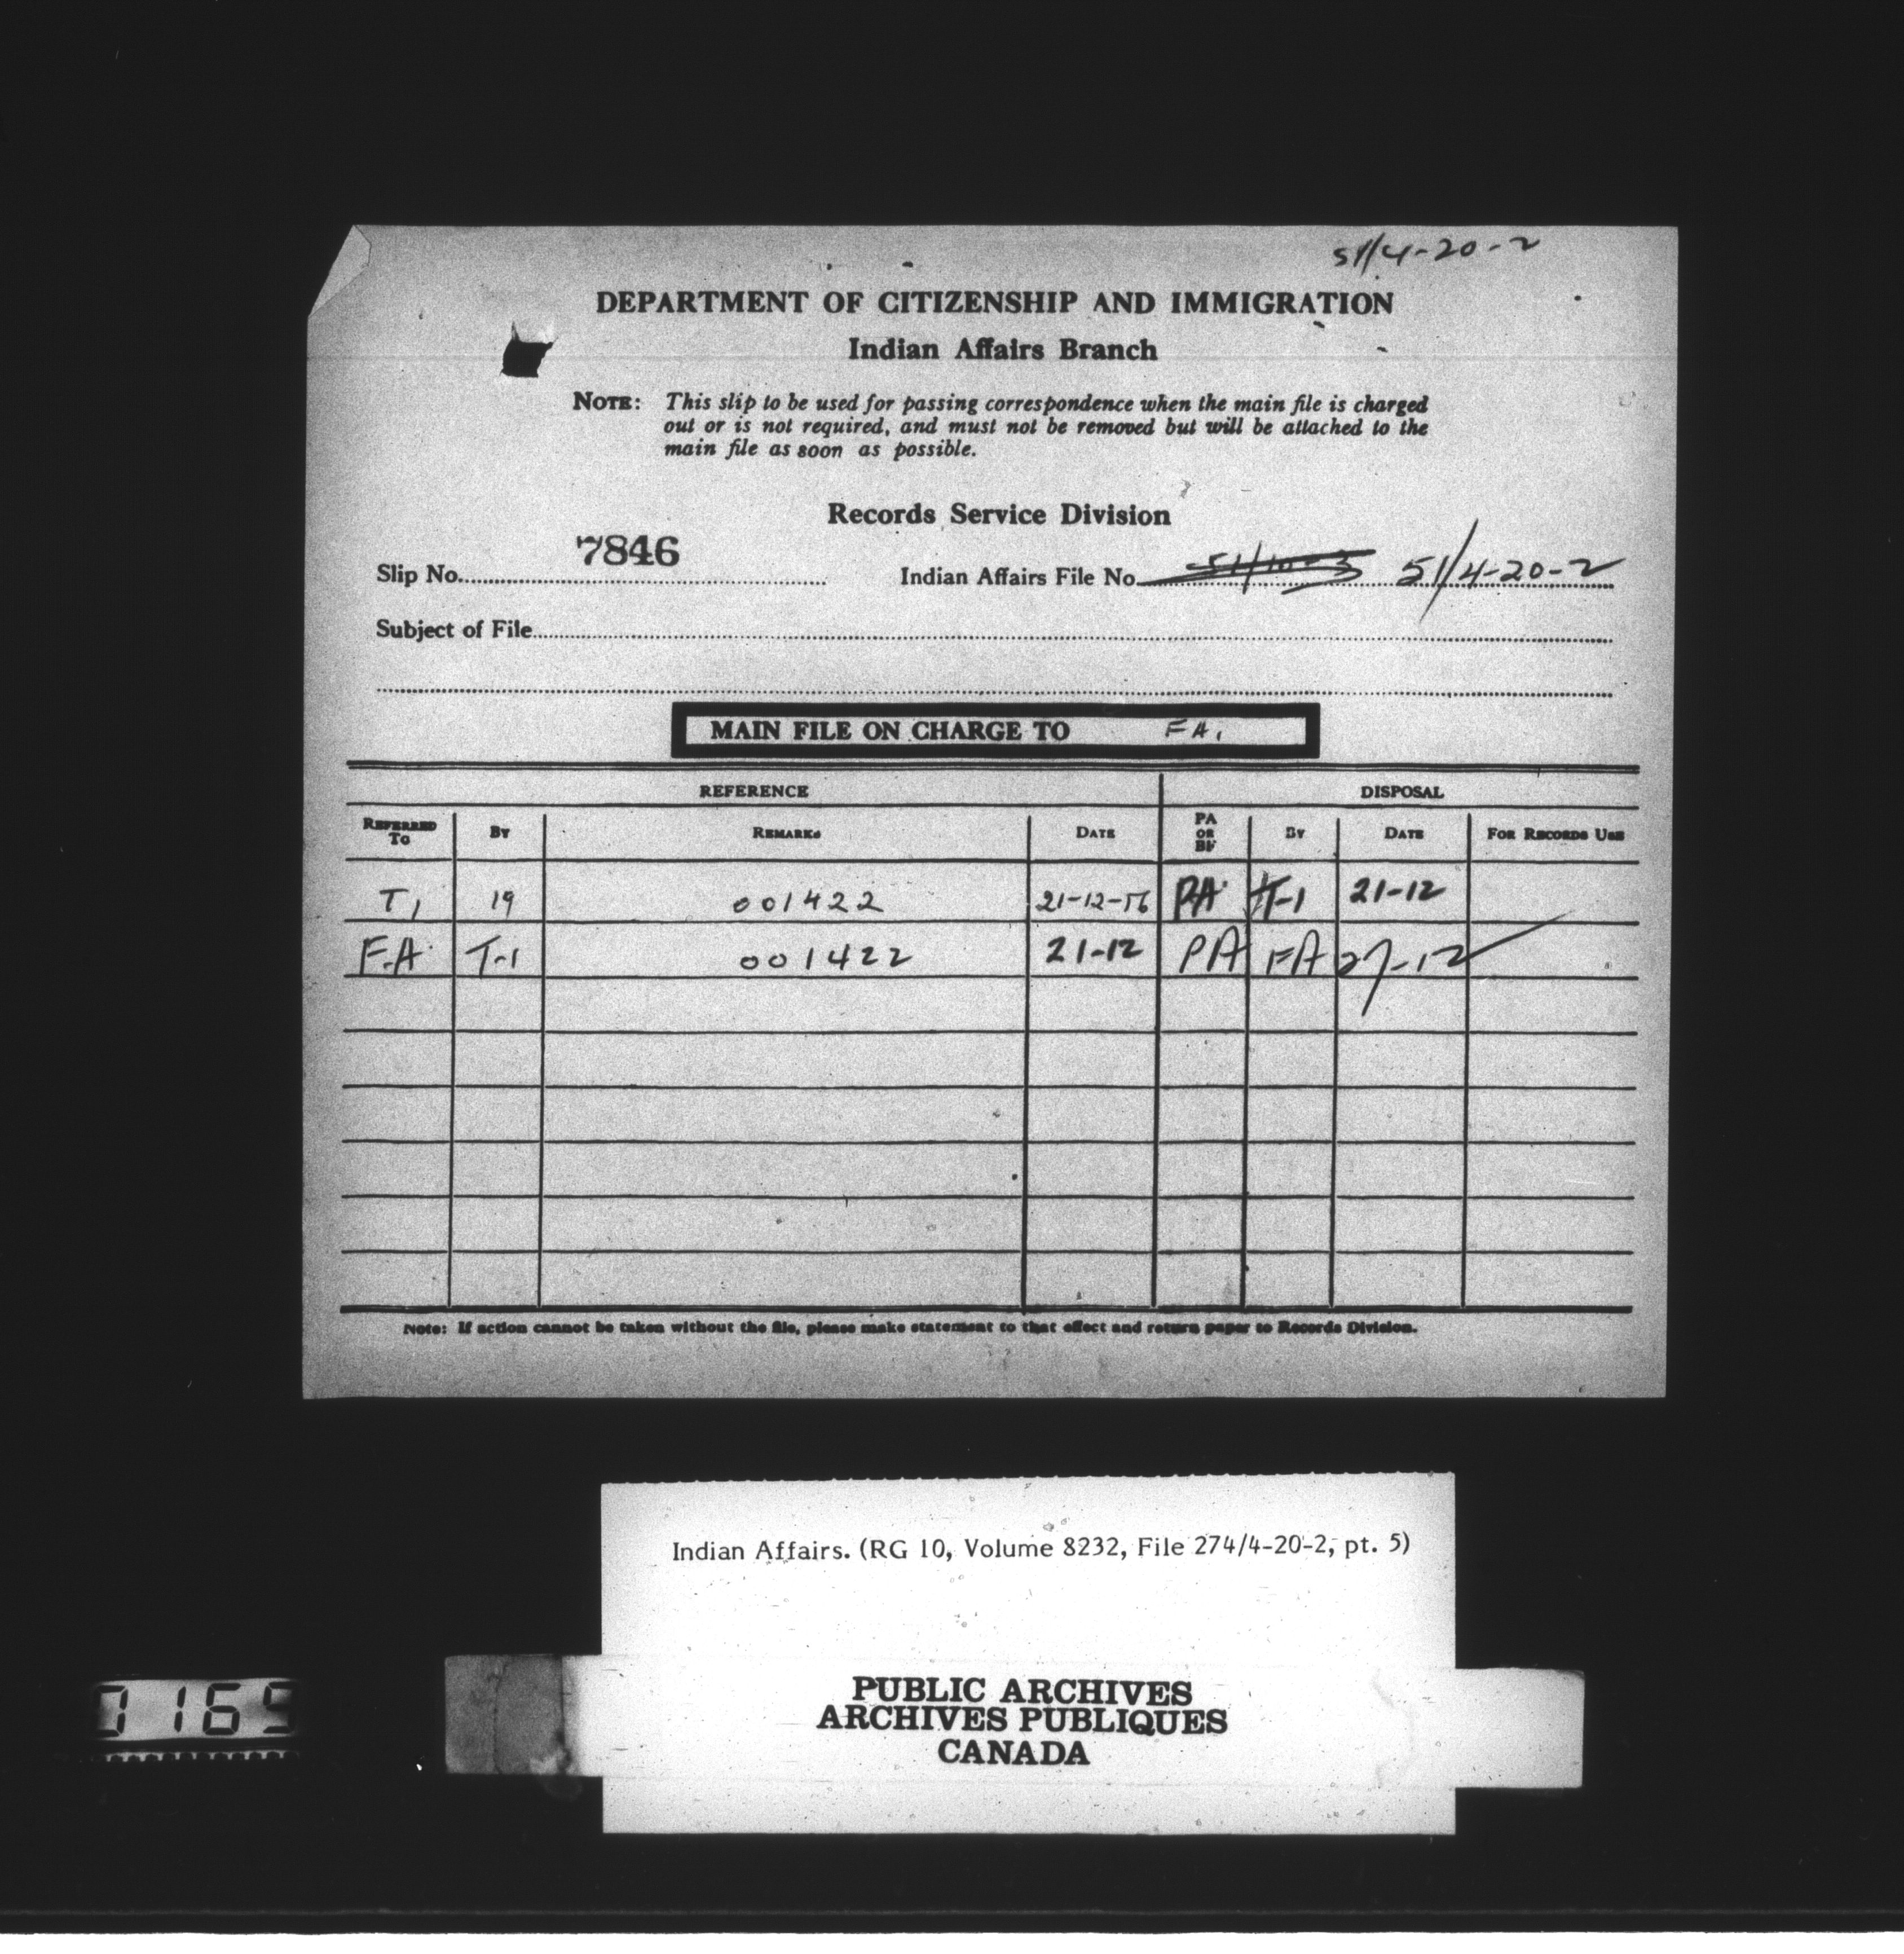 51/4-20-2
DEPARTMENT OF CITIZENSHIP AND IMMIGRATION
Indian Affairs Branch
NOTE: This slip to be used for passing correspondence when the main file is charged
out or is not required, and must not be removed but will be attached to the
main file as soon as possible.
Records Service Division
Slip No. 7846 Indian Affairs File No. 51/4-20-2
Subject of File
MAIN FILE ON CHARGE TO FA.
REFERENCE DISPOSAL
REFERRED TO BY REMARKS DATE PA OR BF BY DATE FOR RECORDS USE
T1 19 001422 21-12-56 PA T-1 21-12
F.A. T-1 001422 21-12 PA FA 27-12
Note: If action cannot be taken without the file, please make statement to that effect and return paper to Records Division.
Indian Affairs. (RG 10, Volume 8232, File 274/4-20-2, pt. 5)
PUBLIC ARCHIVES
ARCHIVES PUBLIQUES
CANADA